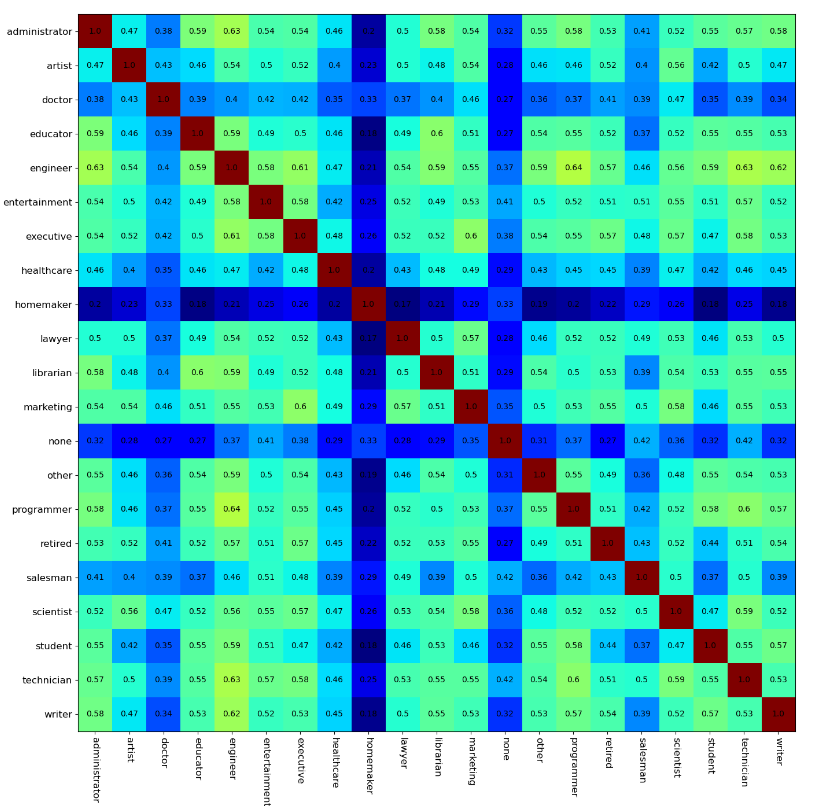 administrator 1.0 0.47 0.38 0.59 0.63 0.54 0.54 0.46 0.5 0.58 0.54 0.32 0.55 0.58 0.53 0.41 0.52 0.55 0.57 0.58
artist 0.47 1.0 0.43 0.46 0.54 0.5 0.52 0.4 0.5 0.48 0.54 0.46 0.46 0.52 0.4 0.56 0.42 0.5 0.47
doctor 0.38 0.43 1.0 0.39 0.4 0.42 0.42 0.35 0.33 0.37 0.4 0.46 0.36 0.37 0.41 0.39 0.47 0.35 0.39 0.34
educator 0.59 0.46 0.39 1.0 0.59 0.49 0.5 0.46 0.49 0.6 0.51 0.54 0.55 0.52 0.37 0.52 0.55 0.55 0.53
engineer 0.63 0.54 0.4 0.59 1.0 0.58 0.61 0.47 0.54 0.59 0.55 0.37 0.59 0.64 0.57 0.46 0.56 0.59 0.63 0.62
entertainment 0.54 0.5 0.42 0.49 0.58 1.0 0.58 0.42 0.52 0.49 0.53 0.41 0.5 0.52 0.51 0.51 0.55 0.51 0.57 0.52
executive 0.54 0.52 0.42 0.5 0.61 0.58 1.0 0.48 0.52 0.52 0.6 0.38 0.54 0.55 0.57 0.48 0.57 0.47 0.58 0.53
healthcare 0.46 0.4 0.35 0.46 0.47 0.42 0.48 1.0 0.43 0.48 0.49 0.29 0.43 0.45 0.45 0.39 0.47 0.42 0.46 0.45
homemaker 0.33 1.0 0.29 0.33 0.29
lawyer 0.5 0.5 0.37 0.49 0.54 0.52 0.52 0.43 1.0 0.5 0.57 0.46 0.52 0.52 0.49 0.53 0.46 0.53 0.5
librarian 0.58 0.48 0.4 0.6 0.59 0.49 0.52 0.48 0.5 1.0 0.51 0.29 0.54 0.5 0.53 0.39 0.54 0.53 0.55 0.55
marketing 0.54 0.54 0.46 0.51 0.55 0.53 0.6 0.49 0.29 0.57 0.51 1.0 0.35 0.5 0.53 0.55 0.5 0.58 0.46 0.55 0.53
none 0.32 0.37 0.41 0.38 0.29 0.33 0.29 0.35 1.0 0.31 0.37 0.42 0.36 0.32 0.42 0.32
other 0.55 0.46 0.36 0.54 0.59 0.5 0.54 0.43 0.46 0.54 0.5 0.31 1.0 0.55 0.49 0.36 0.48 0.55 0.54 0.53
programmer 0.58 0.46 0.37 0.55 0.64 0.52 0.55 0.45 0.52 0.5 0.53 0.37 0.55 1.0 0.51 0.42 0.52 0.58 0.6 0.57
retired 0.53 0.52 0.41 0.52 0.57 0.51 0.57 0.45 0.52 0.53 0.55 0.49 0.51 1.0 0.43 0.52 0.44 0.51 0.54
salesman 0.41 0.4 0.39 0.37 0.46 0.51 0.48 0.39 0.29 0.49 0.39 0.5 0.42 0.36 0.42 0.43 1.0 0.5 0.37 0.5 0.39
scientist 0.52 0.56 0.47 0.52 0.56 0.55 0.57 0.47 0.53 0.54 0.58 0.36 0.48 0.52 0.52 0.5 1.0 0.47 0.59 0.52
student 0.55 0.42 0.35 0.55 0.59 0.51 0.47 0.42 0.46 0.53 0.46 0.32 0.55 0.58 0.44 0.37 0.47 1.0 0.55 0.57
technician 0.57 0.5 0.39 0.55 0.63 0.57 0.58 0.46 0.53 0.55 0.55 0.42 0.54 0.6 0.51 0.5 0.59 0.55 1.0 0.53
writer 0.58 0.47 0.34 0.53 0.62 0.52 0.53 0.45 0.5 0.55 0.53 0.32 0.53 0.57 0.54 0.39 0.52 0.57 0.53 1.0
administrator artist doctor educator engineer entertainment executive healthcare homemaker lawyer librarian marketing none other programmer retired salesman scientist student technician writer